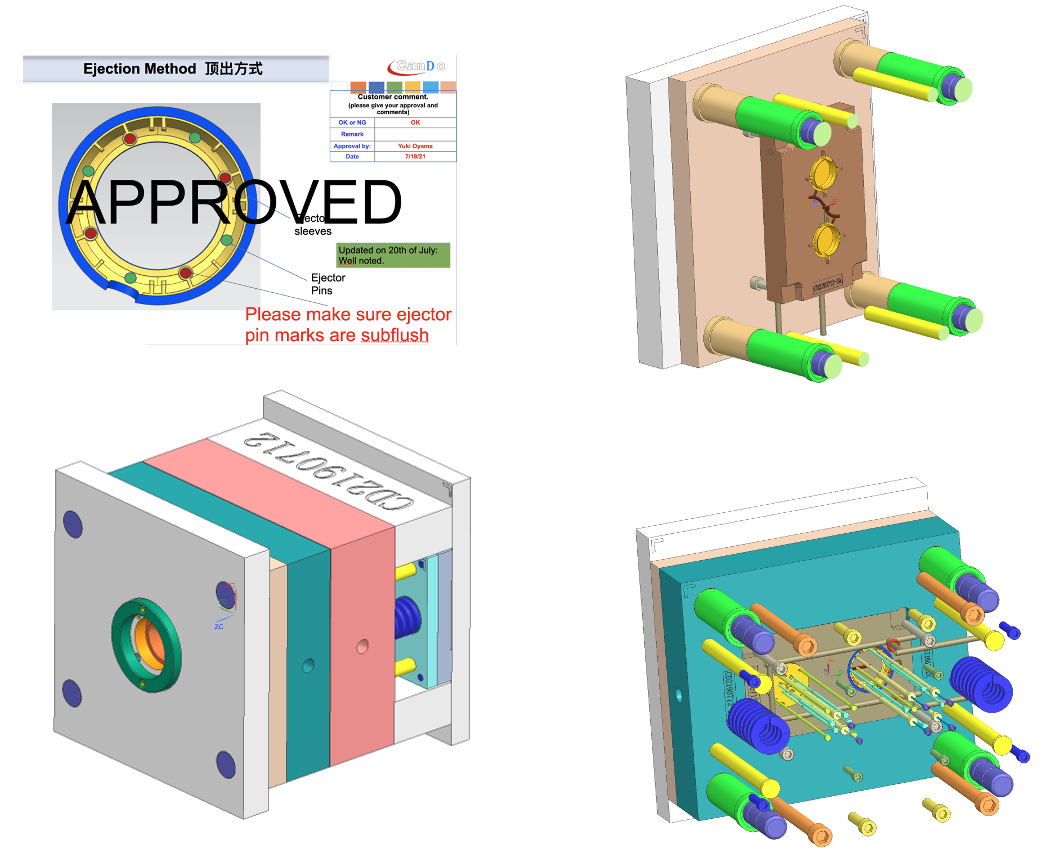 Ejection Method 顶出方式
CanDo
Customer comment.
(please give your approval and
comments)
OK or NG OK
Remark
Approval by: Yuki Oyama
Date 7/19/21
APPROVED
Ejector
sleeves
Updated on 20th of July:
Well noted.
Ejector
Pins
Please make sure ejector
pin marks are subflush
CD2190712
ZC